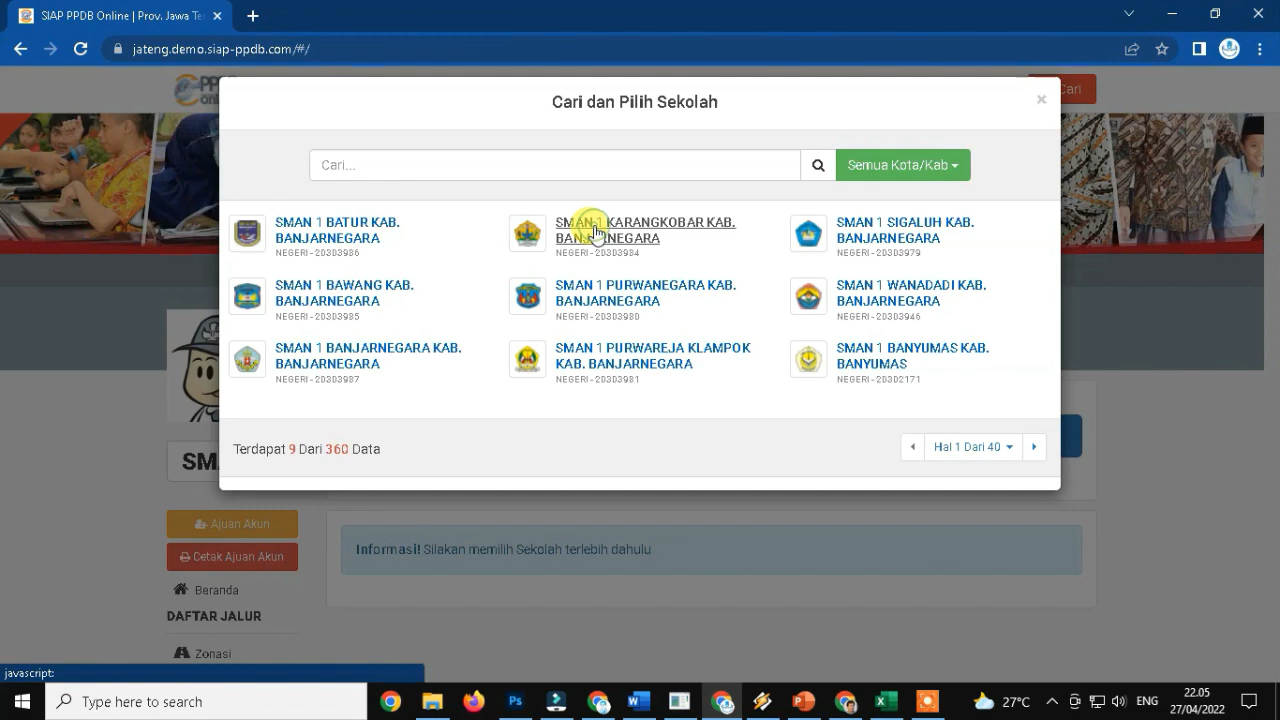 SIAP PPDB Online | Prov. Jawa Te
jateng.demo.siap-ppdb.com/#/
Cari
Cari dan Pilih Sekolah
Cari...
Semua Kota/Kab
SMAN 1 BATUR KAB.
BANJARNEGARA
NEGERI - 20303986
SMAN 1 KARANGKOBAR KAB.
BANJARNEGARA
NEGERI - 20303984
SMAN 1 SIGALUH KAB.
BANJARNEGARA
NEGERI - 20303979
SMAN 1 BAWANG KAB.
BANJARNEGARA
NEGERI - 20303985
SMAN 1 PURWANEGARA KAB.
BANJARNEGARA
NEGERI - 20303980
SMAN 1 WANADADI KAB.
BANJARNEGARA
NEGERI - 20303946
SMAN 1 BANJARNEGARA KAB.
BANJARNEGARA
NEGERI - 20303987
SMAN 1 PURWAREJA KLAMPOK
KAB. BANJARNEGARA
NEGERI - 20303981
SMAN 1 BANYUMAS KAB.
BANYUMAS
NEGERI - 20302171
Terdapat 9 Dari 360 Data
Hal 1 Dari 40
Ajuan Akun
Cetak Ajuan Akun
Informasi! Silakan memilih Sekolah terlebih dahulu
Beranda
DAFTAR JALUR
Zonasi
javascript:
Type here to search
27°C
ENG
22.05
27/04/2022